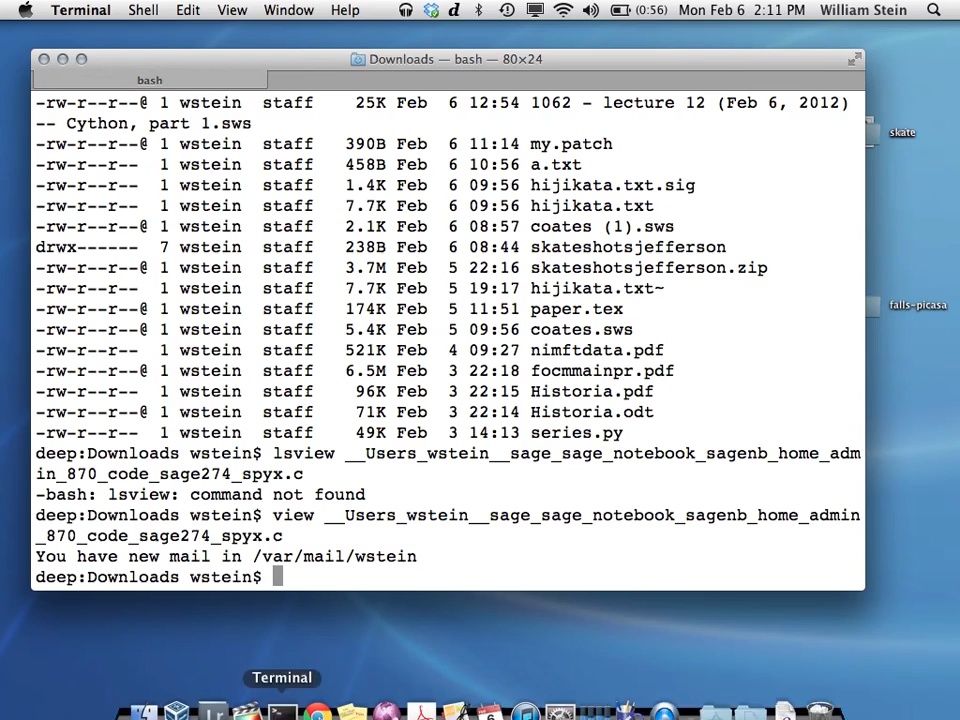 Terminal Shell Edit View Window Help (0:56) Mon Feb 6 2:11 PM William Stein
Downloads — bash — 80×24
bash
-rw-r--r--@ 1 wstein staff 25K Feb 6 12:54 1062 - lecture 12 (Feb 6, 2012)
-- Cython, part 1.sws
-rw-r--r--@ 1 wstein staff 390B Feb 6 11:14 my.patch
-rw-r--r-- 1 wstein staff 458B Feb 6 10:56 a.txt
-rw-r--r-- 1 wstein staff 1.4K Feb 6 09:56 hijikata.txt.sig
-rw-r--r-- 1 wstein staff 7.7K Feb 6 09:56 hijikata.txt
-rw-r--r--@ 1 wstein staff 2.1K Feb 6 08:57 coates (1).sws
drwx------ 7 wstein staff 238B Feb 6 08:44 skateshotsjefferson
-rw-r--r--@ 1 wstein staff 3.7M Feb 5 22:16 skateshotsjefferson.zip
-rw-r--r-- 1 wstein staff 7.7K Feb 5 19:17 hijikata.txt~
-rw-r--r--@ 1 wstein staff 174K Feb 5 11:51 paper.tex
-rw-r--r--@ 1 wstein staff 5.4K Feb 5 09:56 coates.sws
-rw-r--r-- 1 wstein staff 521K Feb 4 09:27 nimftdata.pdf
-rw-r--r--@ 1 wstein staff 6.5M Feb 3 22:18 focmmainpr.pdf
-rw-r--r--@ 1 wstein staff 96K Feb 3 22:15 Historia.pdf
-rw-r--r--@ 1 wstein staff 71K Feb 3 22:14 Historia.odt
-rw-r--r--@ 1 wstein staff 49K Feb 3 14:13 series.py
deep:Downloads wstein$ lsview __Users_wstein__sage_sage_notebook_sagenb_home_adm
in_870_code_sage274_spyx.c
-bash: lsview: command not found
deep:Downloads wstein$ view __Users_wstein__sage_sage_notebook_sagenb_home_admin
_870_code_sage274_spyx.c
You have new mail in /var/mail/wstein
deep:Downloads wstein$
skate
falls-picasa
Terminal